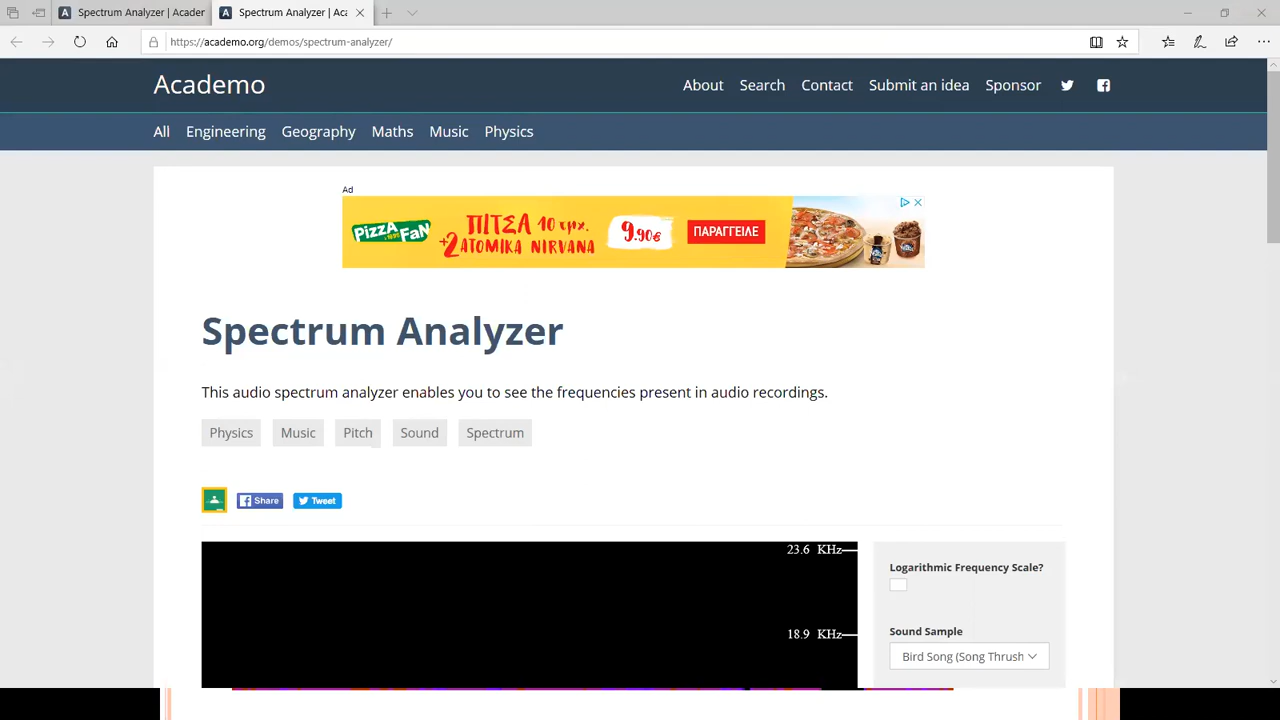 Spectrum Analyzer | Acader
Spectrum Analyzer | Aca
https://academo.org/demos/spectrum-analyzer/
Academo
About Search Contact Submit an idea Sponsor
All Engineering Geography Maths Music Physics
Ad
PIZZA FAN
ΠΙΤΣΑ 10 τμχ.
+2 ΑΤΟΜΙΚΑ NIRVANA
9.90€
ΠΑΡΑΓΓΕΙΛΕ
Spectrum Analyzer
This audio spectrum analyzer enables you to see the frequencies present in audio recordings.
Physics Music Pitch Sound Spectrum
Share Tweet
23.6 KHz
18.9 KHz
Logarithmic Frequency Scale?
Sound Sample
Bird Song (Song Thrush